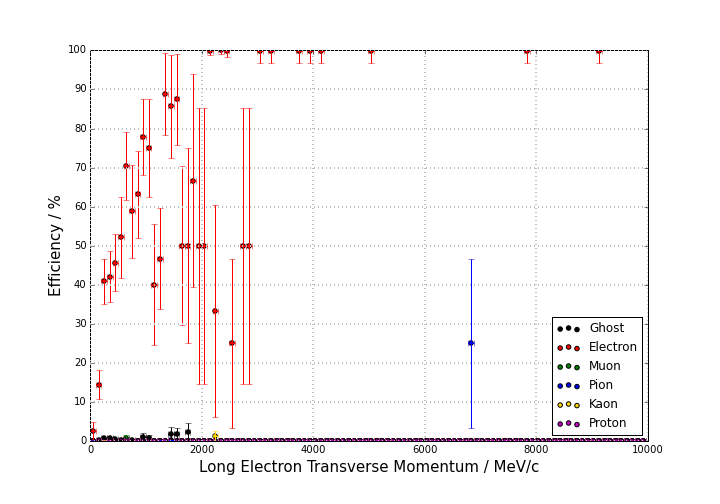 100
90
80
70
60
50
40
30
20
10
0
Efficiency / %
0 2000 4000 6000 8000 10000
Long Electron Transverse Momentum / MeV/c
Ghost
Electron
Muon
Pion
Kaon
Proton